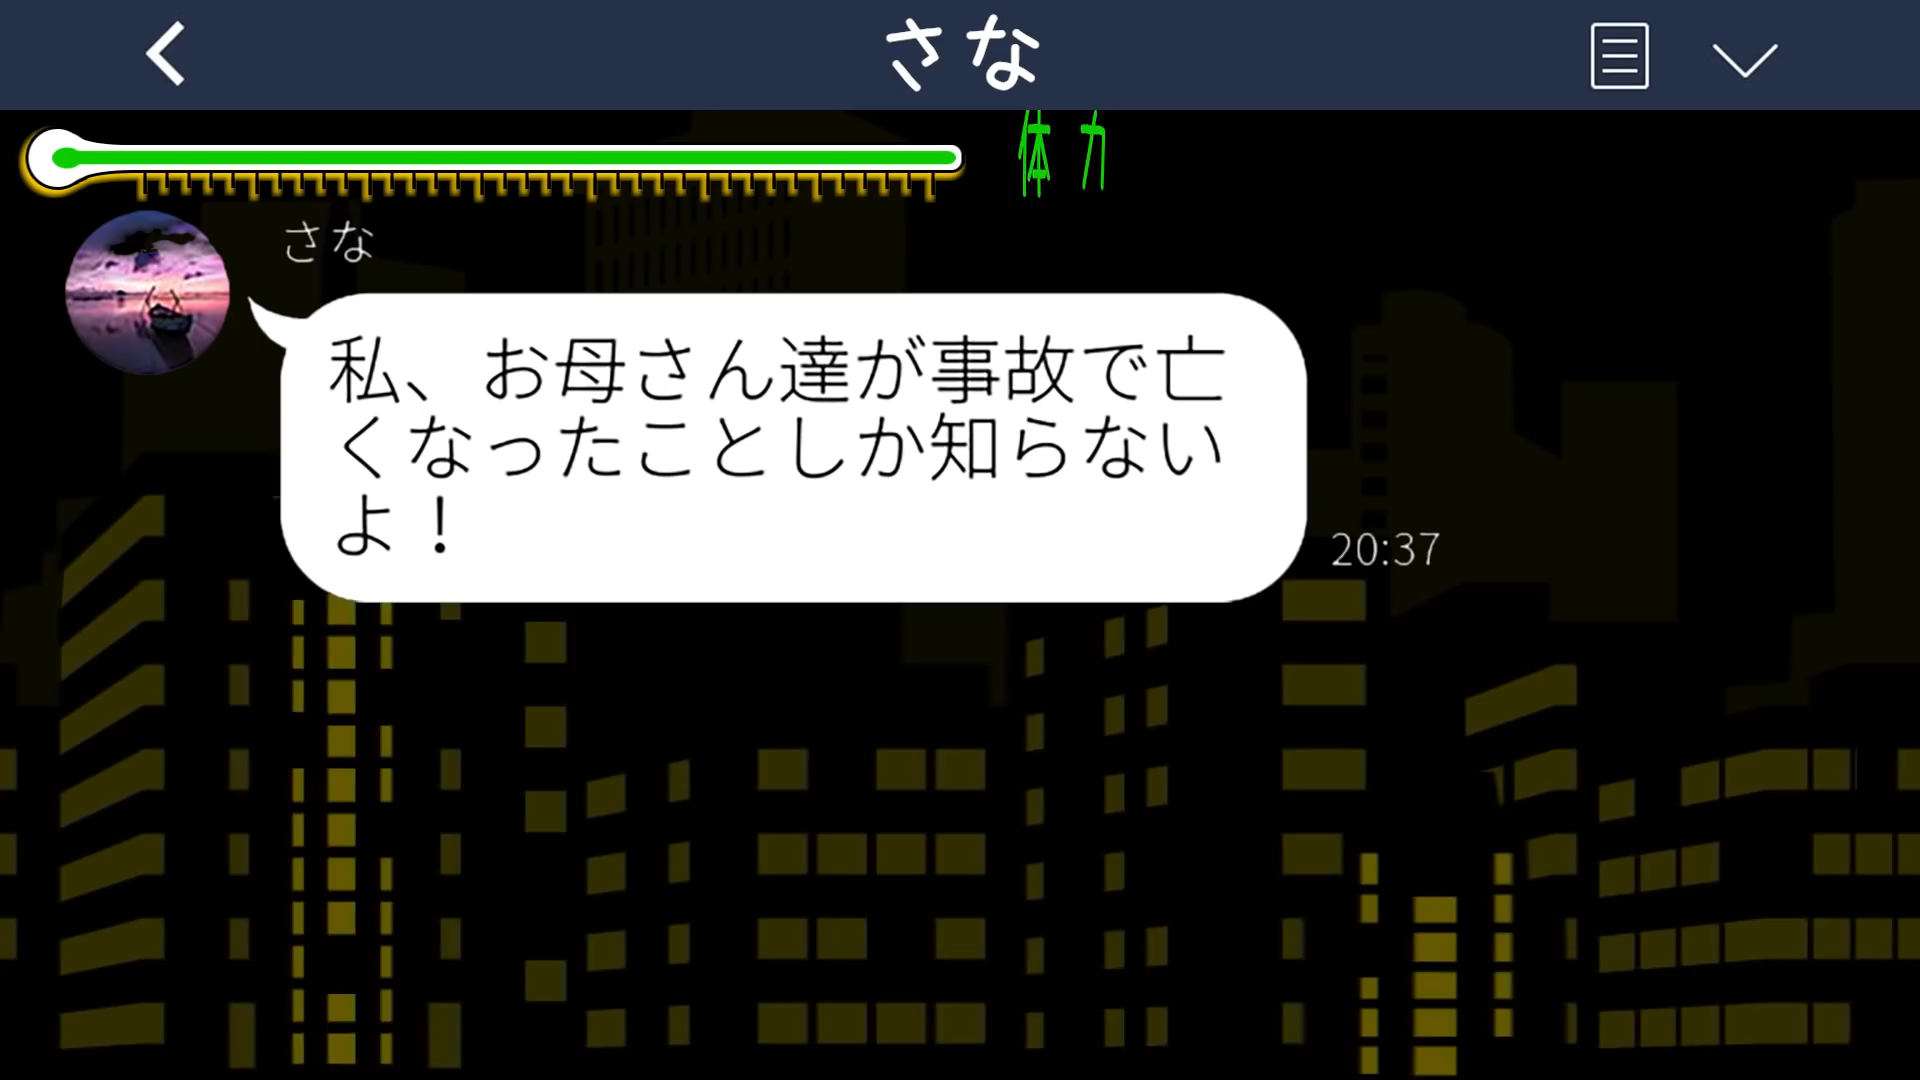 さな
体力
さな
私、お母さん達が事故で亡
くなったことしか知らない
よ！
20:37